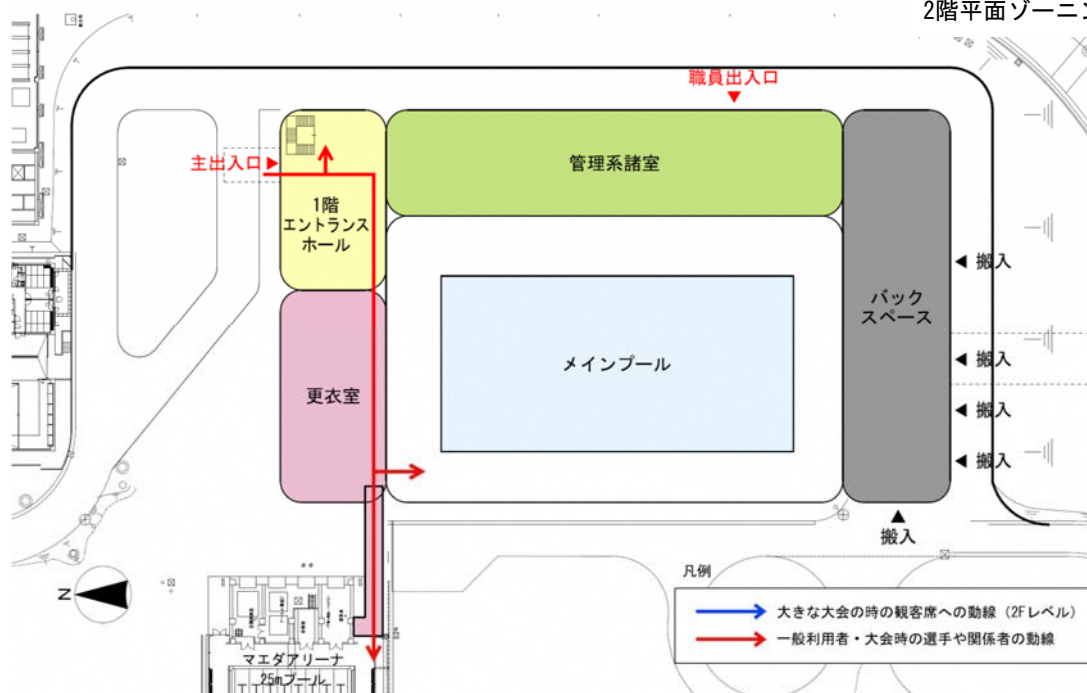 2階平面ゾーニン
職員出入口
主出入口
管理系諸室
1階
エントランス
ホール
搬入
バック
スペース
メインプール
搬入
更衣室
搬入
搬入
搬入
凡例
N
大きな大会の時の観客席への動線（2Fレベル）
一般利用者・大会時の選手や関係者の動線
マエダアリーナ
25mプール